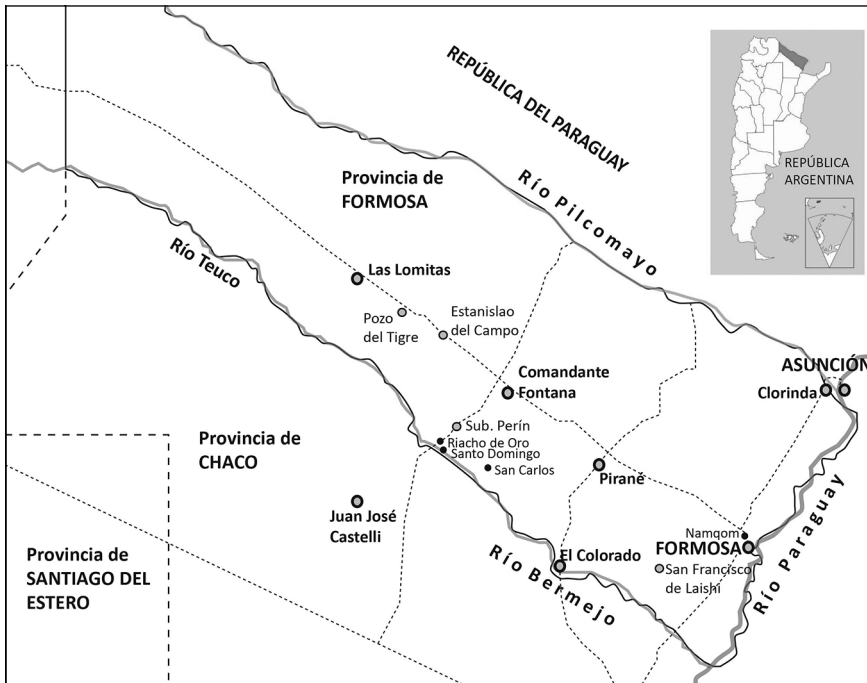 REPÚBLICA DEL PARAGUAY
REPÚBLICA
ARGENTINA
Provincia de
FORMOSA
Río Pilcomayo
Río Teuco
Las Lomitas
Pozo
del Tigre
Estanislao
del Campo
ASUNCIÓN
Clorinda
Comandante
Fontana
Sub. Perín
Riacho de Oro
Santo Domingo
San Carlos
Provincia de
CHACO
Pirané
Juan José
Castelli
Namqom
FORMOSA
San Francisco
de Laishi
El Colorado
Río Bermejo
Río Paraguay
Provincia de
SANTIAGO DEL
ESTERO